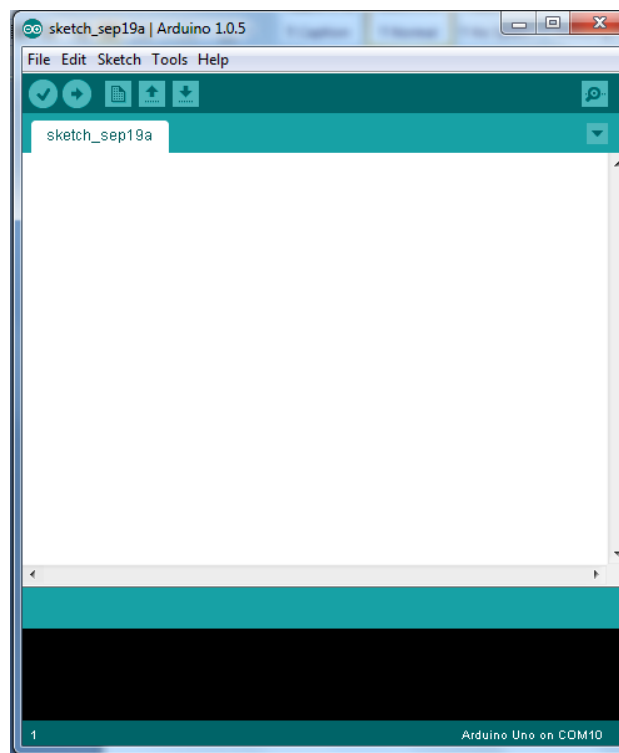 sketch_sep19a | Arduino 1.0.5
File Edit Sketch Tools Help
sketch_sep19a
1
Arduino Uno on COM10